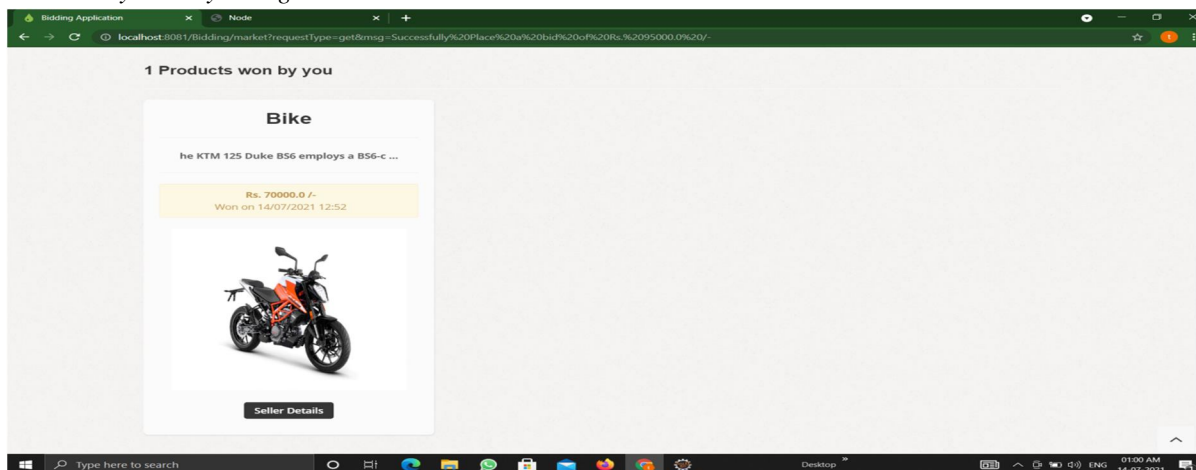 Bidding Application
Node
localhost:8081/Bidding/market?requestType=get&msg=Successfully%20Place%20a%20bid%20of%20Rs.%2095000.0%20/-
1 Products won by you
Bike
he KTM 125 Duke BS6 employs a BS6-c ...
Rs. 70000.0 /-
Won on 14/07/2021 12:52
Seller Details
Type here to search
Desktop
ENG
01:00 AM
14-07-2021